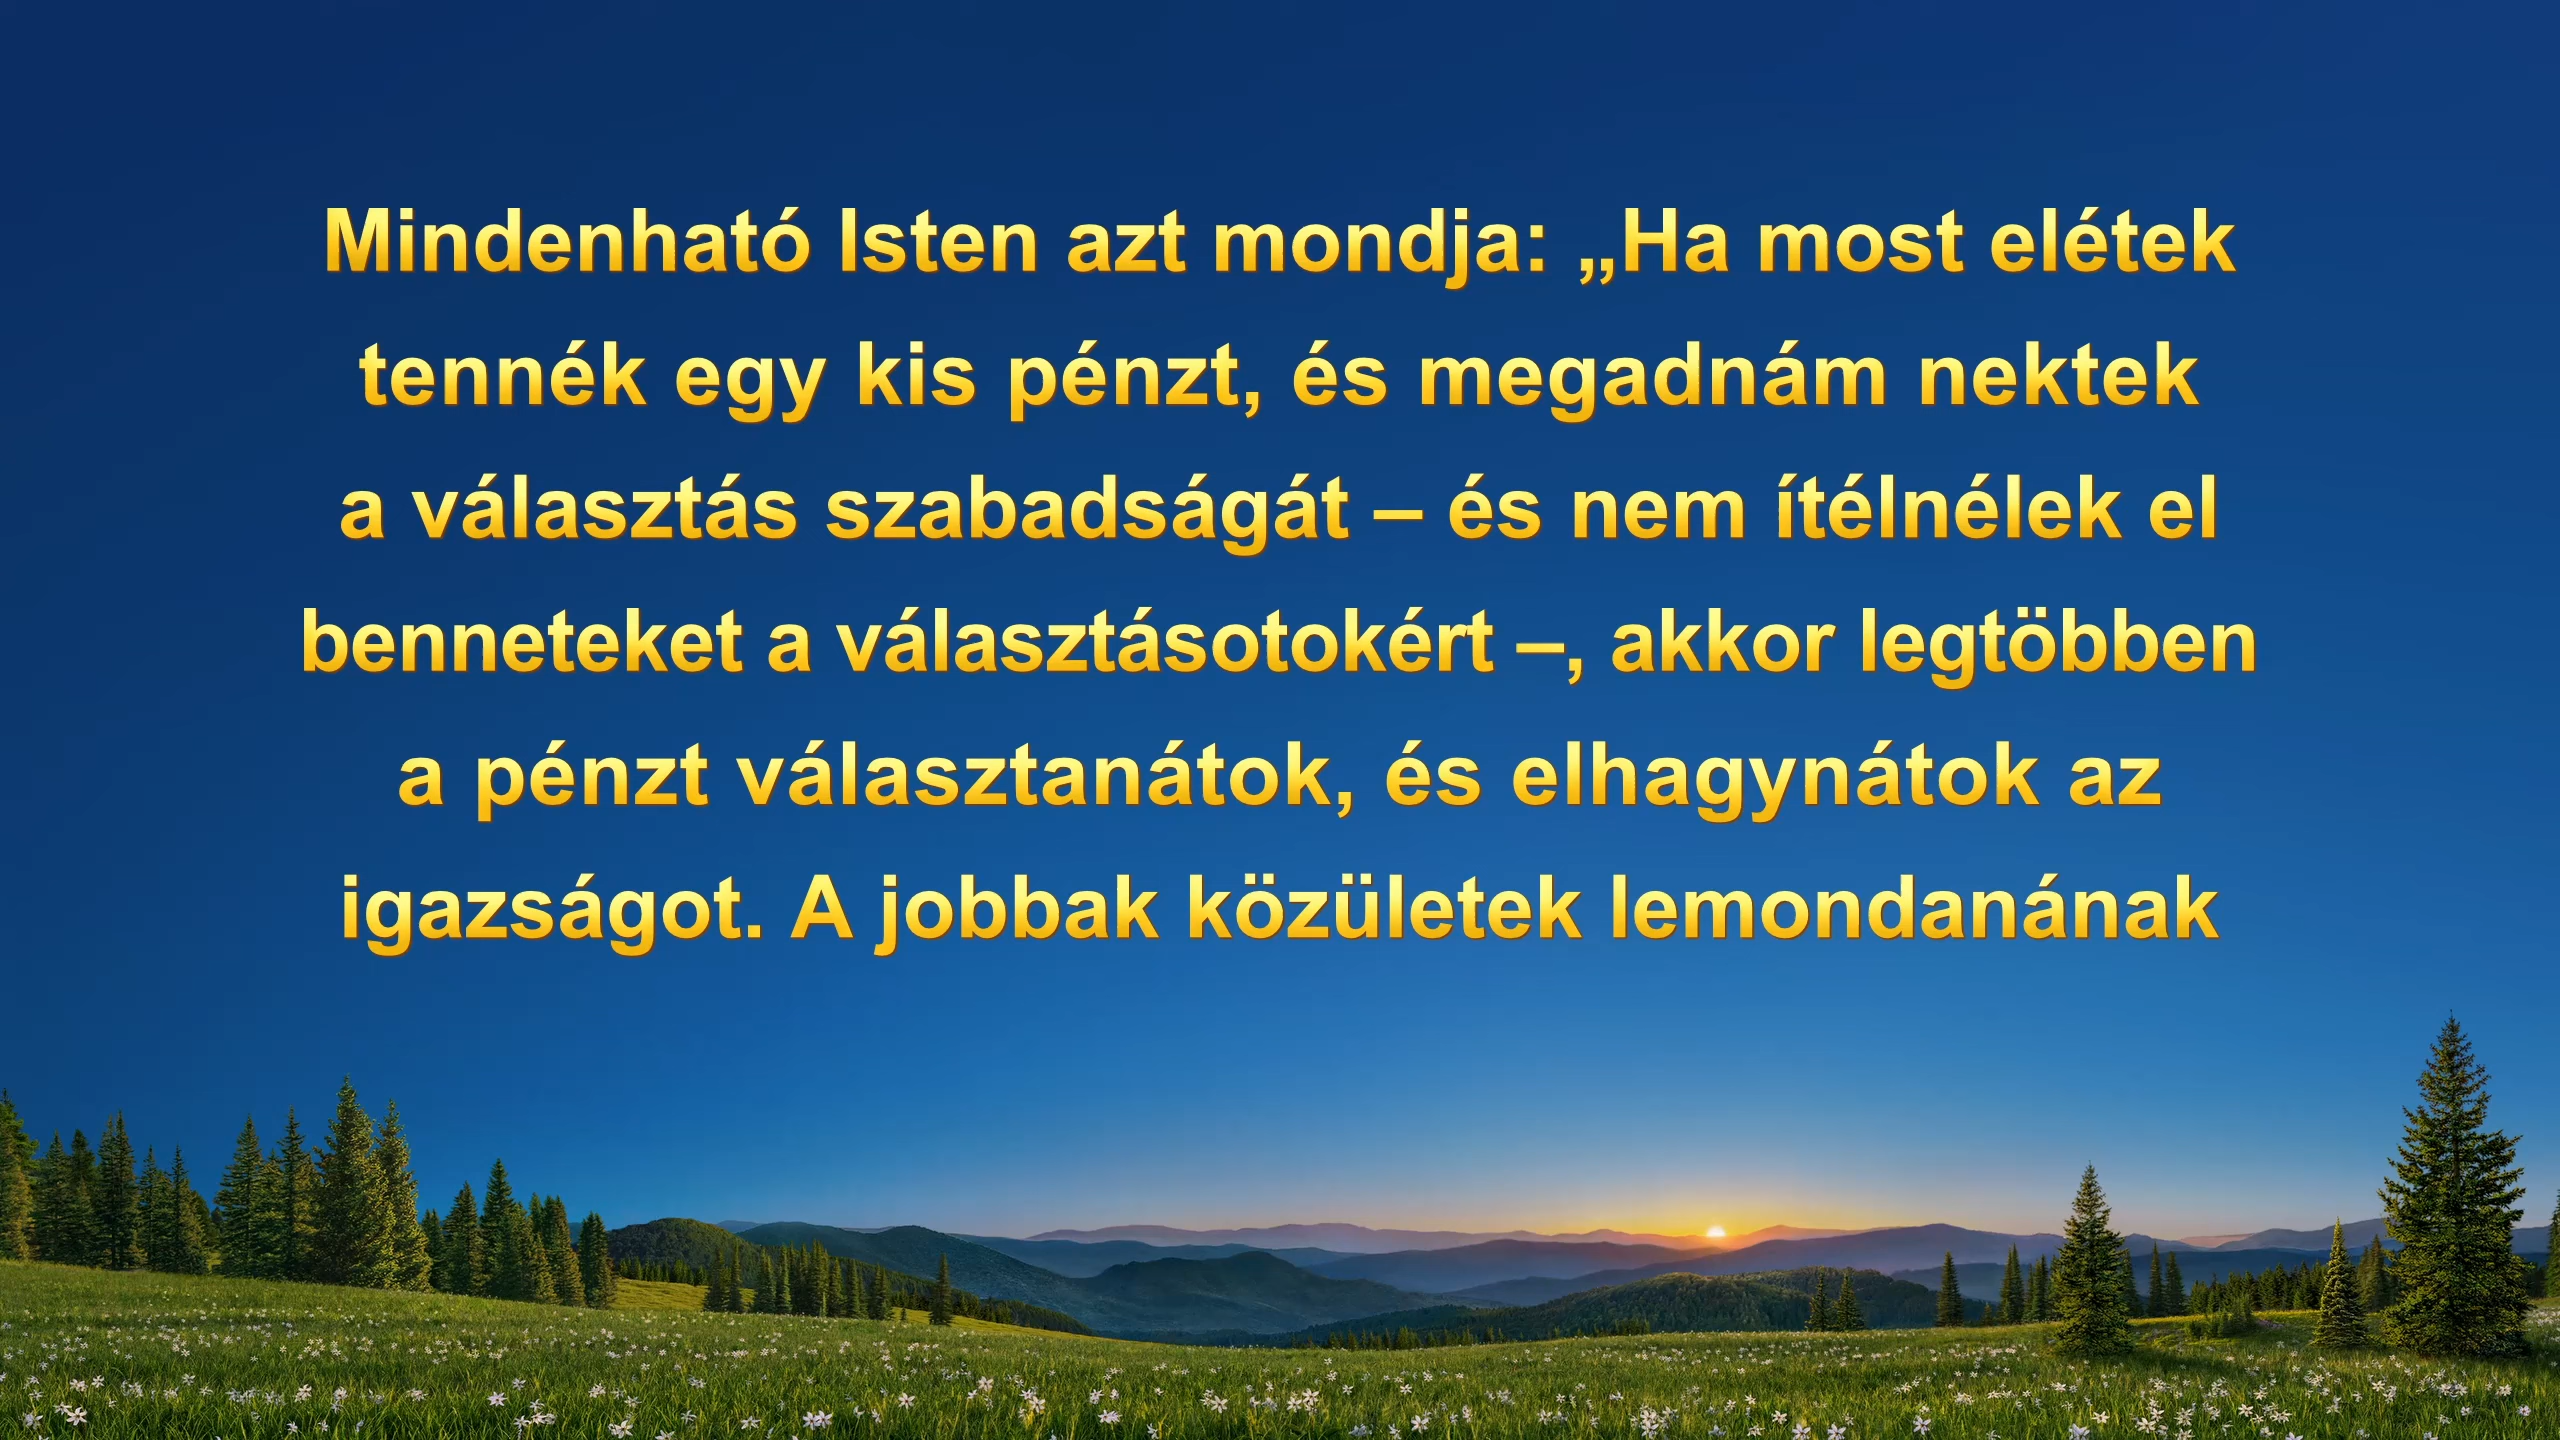 Mindenható Isten azt mondja: „Ha most elétek
tennék egy kis pénzt, és megadnám nektek
a választás szabadságát – és nem ítélnélek el
benneteket a választásotokért –, akkor legtöbben
a pénzt választanátok, és elhagynátok az
igazságot. A jobbak közületek lemondanának